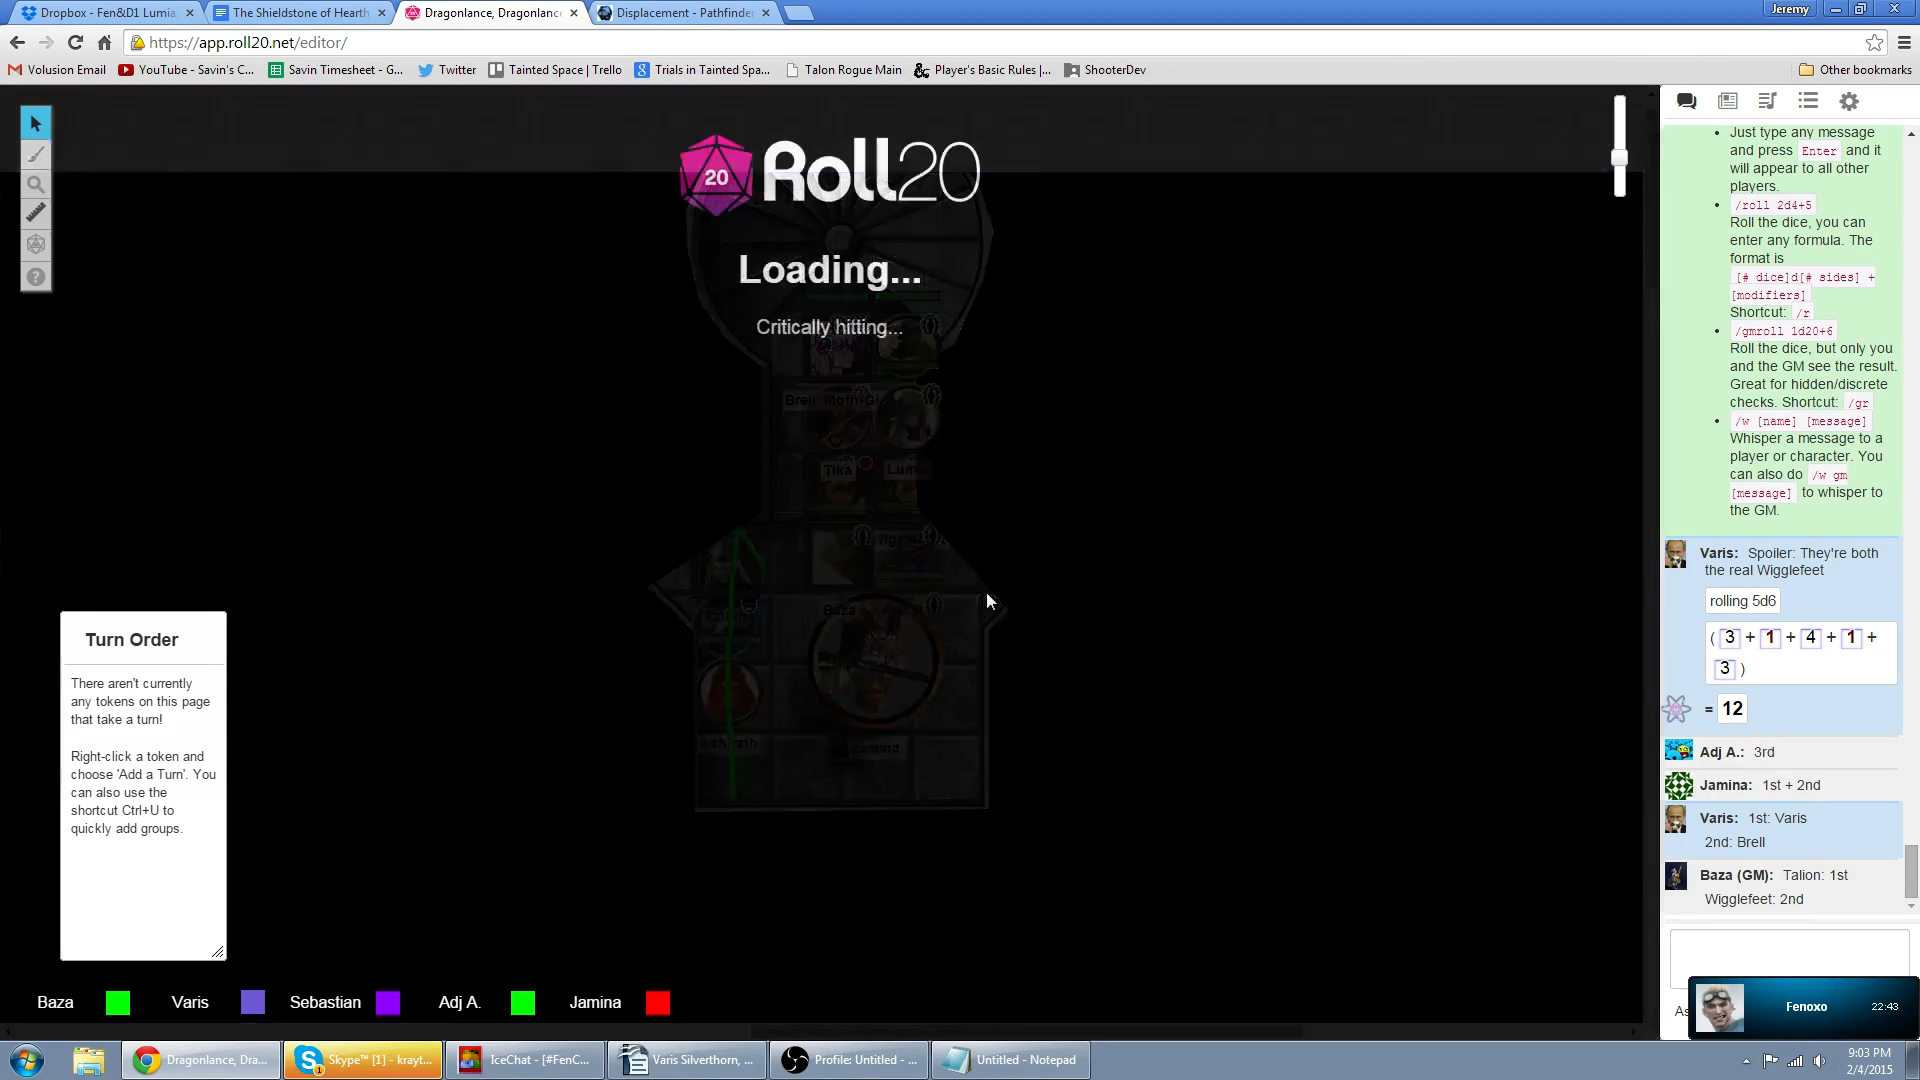 Dropbox - Fen&D1 Lumia
The Shieldstone of Hearth
Dragonlance, Dragonlance
Displacement - Pathfinder
Jeremy
https://app.roll20.net/editor/
Volusion Email
YouTube - Savin's C...
Savin Timesheet - G...
Twitter
Tainted Space | Trello
Trials in Tainted Spa...
Talon Rogue Main
Player's Basic Rules |...
ShooterDev
Other bookmarks
20
Roll20
Loading...
Critically hitting...
Brell Moth-Gi
Tika
Baza
Jamina
Turn Order
There aren't currently
any tokens on this page
that take a turn!
Right-click a token and
choose 'Add a Turn'. You
can also use the
shortcut Ctrl+U to
quickly add groups.
Baza
Varis
Sebastian
Adj A.
Jamina
Just type any message
and press Enter and it
will appear to all other
players.
/roll 2d4+5
Roll the dice, you can
enter any formula. The
format is
[# dice]d[# sides] +
[modifiers]
Shortcut: /r
/gmroll 1d20+6
Roll the dice, but only you
and the GM see the result.
Great for hidden/discrete
checks. Shortcut: /gr
/w [name] [message]
Whisper a message to a
player or character. You
can also do /w gm
[message] to whisper to
the GM.
Varis: Spoiler: They're both
the real Wigglefeet
rolling 5d6
( 3 + 1 + 4 + 1 +
3 )
= 12
Adj A.: 3rd
Jamina: 1st + 2nd
Varis: 1st: Varis
2nd: Brell
Baza (GM): Talion: 1st
Wigglefeet: 2nd
As
Fenoxo
22:43
Dragonlance, Dra...
Skype™ [1] - krayt...
IceChat - [#FenC...
Varis Silverthorn, ...
Profile: Untitled - ...
Untitled - Notepad
9:03 PM
2/4/2015